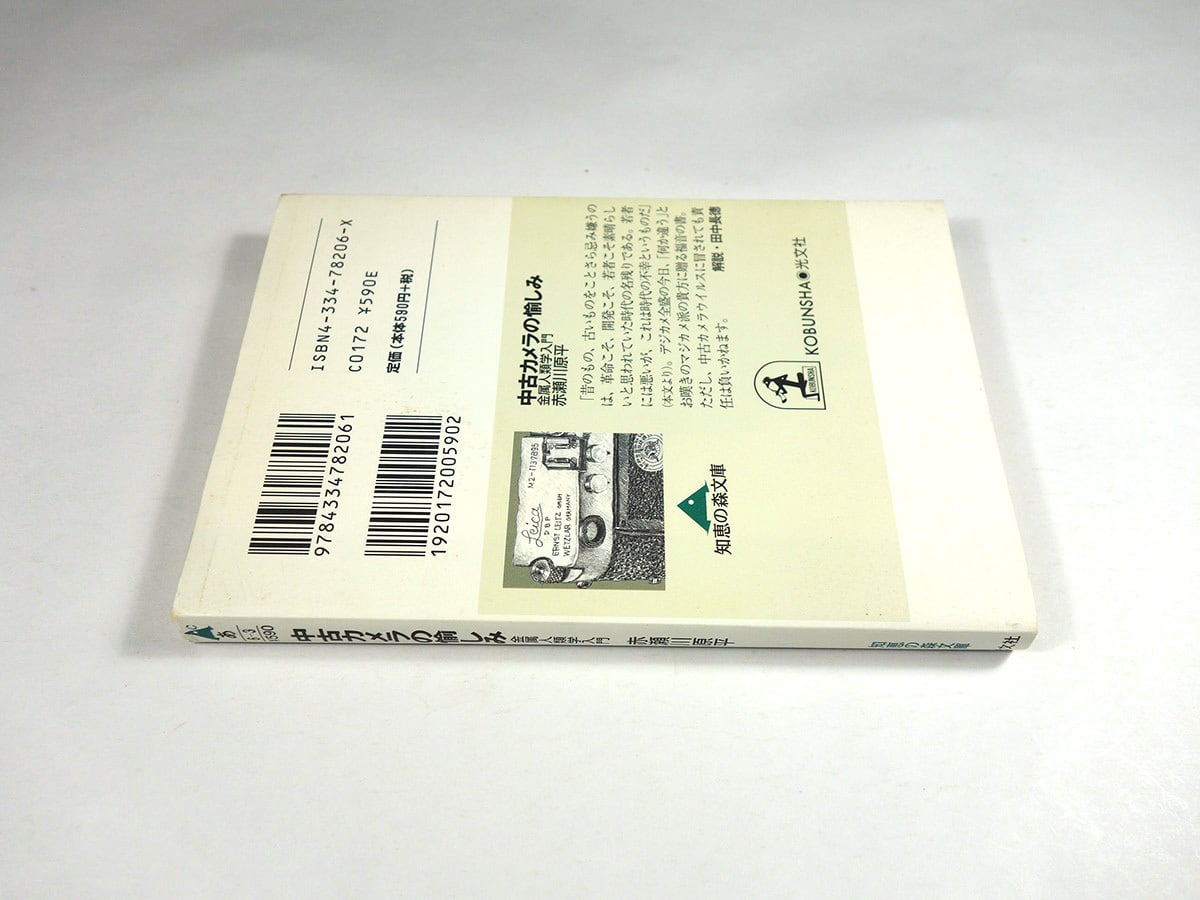 ISBN4-334-78206-X
C0172 ¥590E
定価(本体590円+税)
9784334782061
1920172005902
中古カメラの愉しみ
金属人類学入門
赤瀬川原平
「昔のもの、古いものをことさら忌み嫌うの
は、革命こそ、開発こそ、若者こそ素晴らし
いと思われていた時代の名残りである。若者
には悪いが、これは時代の不幸というものだ」
(本文より)。デジカメ全盛の今日、「何か違う」と
お嘆きのマジカメ派の貴方に贈る福音の書。
ただし、中古カメラウイルスに冒されても責
任は負いかねます。
解説・田中長徳
KOBUNSHA●光文社
KOBUNSHA
M2-1137895
Leica
DBP
ERNST LEITZ GMBH
WETZLAR GERMANY
知恵の森文庫
あ
590
中古カメラの愉しみ
金属人類学入門
赤瀬川原平
知恵の森文庫
文社